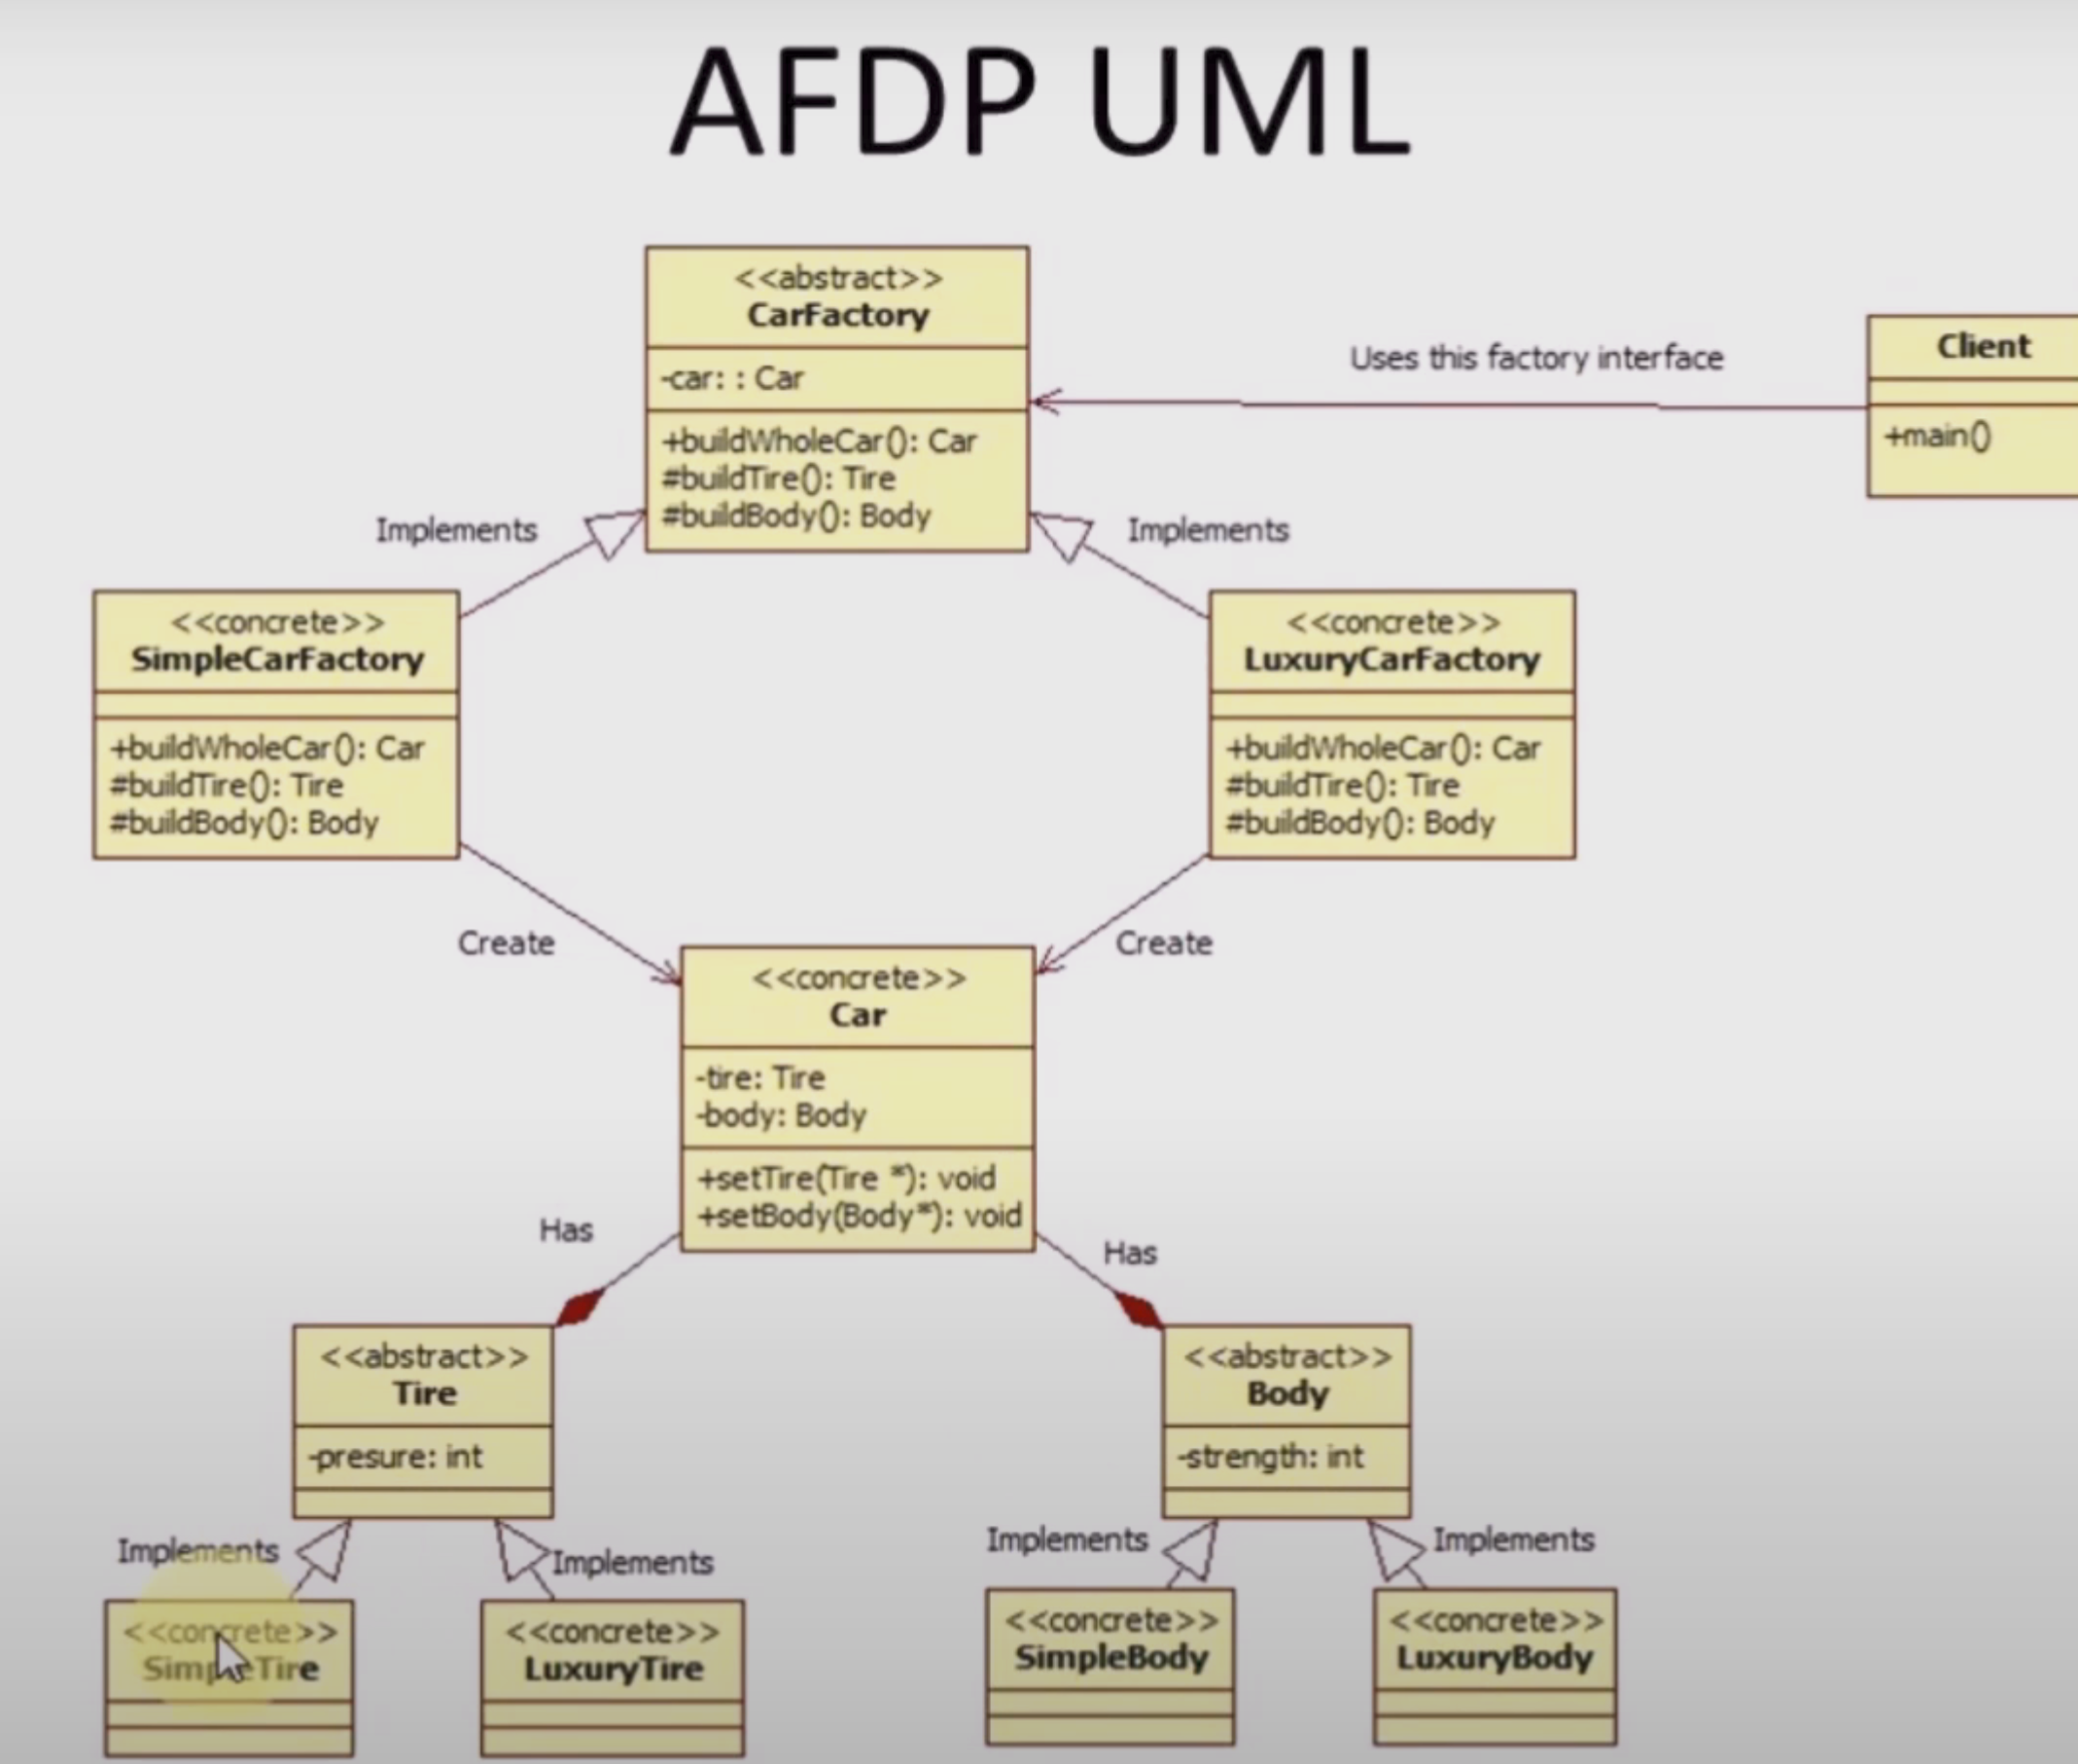 AFDP UML
<<abstract>>
CarFactory
-car: : Car
+buildWholeCar(): Car
#buildTire(): Tire
#buildBody(): Body
Uses this factory interface
Client
+main()
Implements
Implements
<<concrete>>
SimpleCarFactory
+buildWholeCar(): Car
#buildTire(): Tire
#buildBody(): Body
<<concrete>>
LuxuryCarFactory
+buildWholeCar(): Car
#buildTire(): Tire
#buildBody(): Body
Create
Create
<<concrete>>
Car
-tire: Tire
-body: Body
+setTire(Tire *): void
+setBody(Body*): void
Has
Has
<<abstract>>
Tire
-presure: int
<<abstract>>
Body
-strength: int
Implements
Implements
Implements
Implements
<<concrete>>
SimpleTire
<<concrete>>
LuxuryTire
<<concrete>>
SimpleBody
<<concrete>>
LuxuryBody